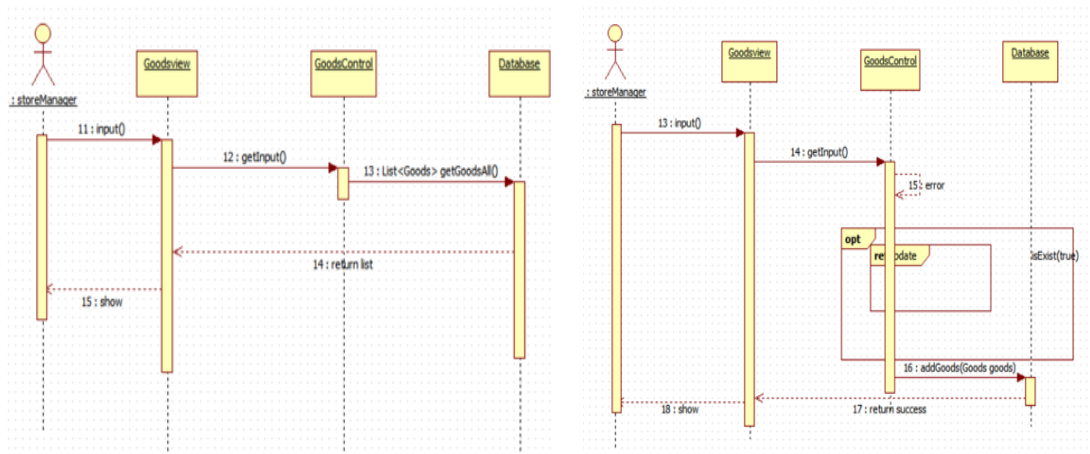 Goodsview
GoodsControl
Database
: storeManager
11 : input()
12 : getInput()
13 : List<Goods> getGoodsAll()
14 : return list
15 : show
Goodsview
GoodsControl
Database
: storeManager
13 : input()
14 : getInput()
15 : error
opt
isExist(true)
16 : addGoods(Goods goods)
17 : return success
18 : show